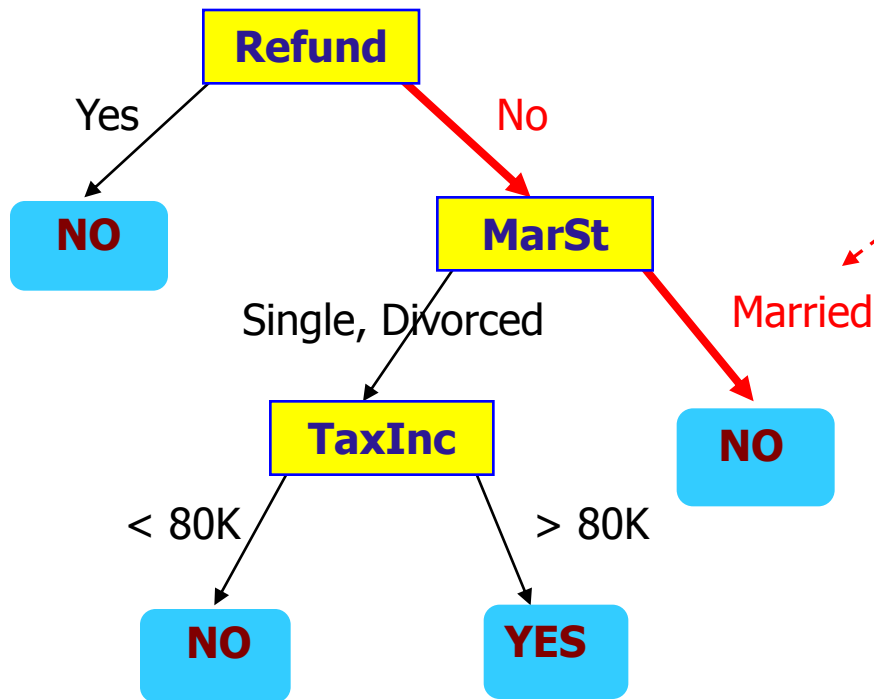 Refund
Yes
No
NO
MarSt
Single, Divorced
Married
TaxInc
NO
< 80K
> 80K
NO
YES